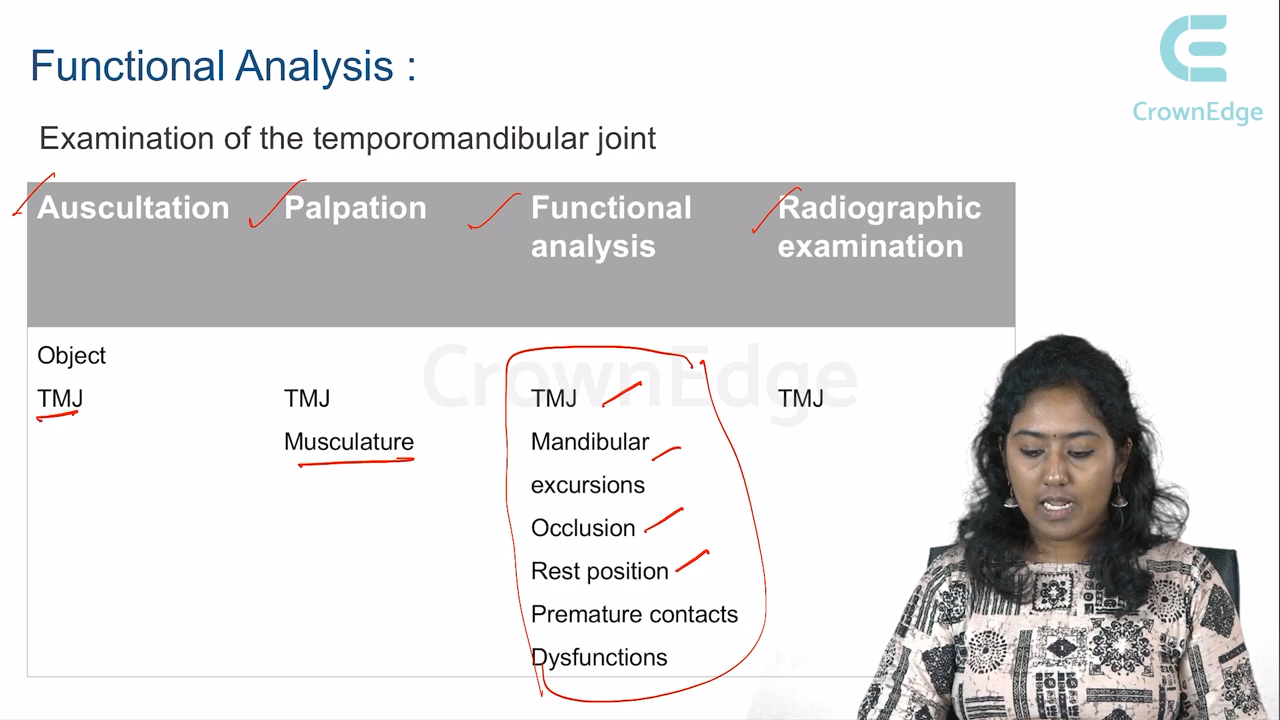 Functional Analysis :
CrownEdge
Examination of the temporomandibular joint
Auscultation
Palpation
Functional
analysis
Radiographic
examination
Object
TMJ
TMJ
Musculature
TMJ
Mandibular
excursions
Occlusion
Rest position
Premature contacts
Dysfunctions
TMJ
CrownEdge